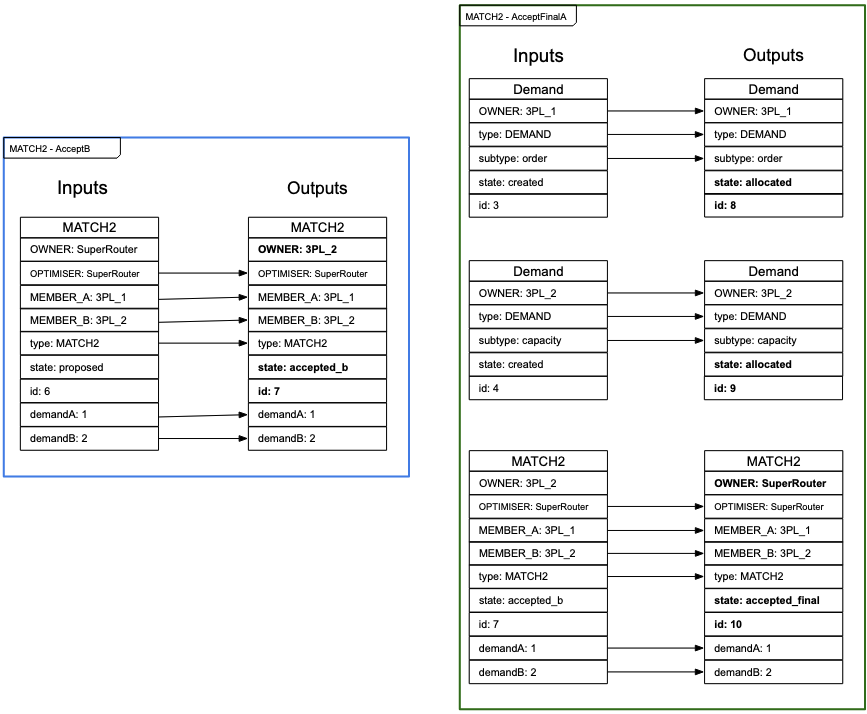 MATCH2 - AcceptB
Inputs
Outputs
MATCH2
OWNER: SuperRouter
OPTIMISER: SuperRouter
MEMBER_A: 3PL_1
MEMBER_B: 3PL_2
type: MATCH2
state: proposed
id: 6
demandA: 1
demandB: 2
MATCH2
OWNER: 3PL_2
OPTIMISER: SuperRouter
MEMBER_A: 3PL_1
MEMBER_B: 3PL_2
type: MATCH2
state: accepted_b
id: 7
demandA: 1
demandB: 2
MATCH2 - AcceptFinalA
Inputs
Outputs
Demand
OWNER: 3PL_1
type: DEMAND
subtype: order
state: created
id: 3
Demand
OWNER: 3PL_1
type: DEMAND
subtype: order
state: allocated
id: 8
Demand
OWNER: 3PL_2
type: DEMAND
subtype: capacity
state: created
id: 4
Demand
OWNER: 3PL_2
type: DEMAND
subtype: capacity
state: allocated
id: 9
MATCH2
OWNER: 3PL_2
OPTIMISER: SuperRouter
MEMBER_A: 3PL_1
MEMBER_B: 3PL_2
type: MATCH2
state: accepted_b
id: 7
demandA: 1
demandB: 2
MATCH2
OWNER: SuperRouter
OPTIMISER: SuperRouter
MEMBER_A: 3PL_1
MEMBER_B: 3PL_2
type: MATCH2
state: accepted_final
id: 10
demandA: 1
demandB: 2